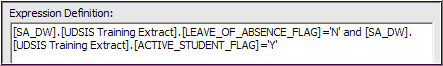 Expression Definition:
[SA_DW].[UDSIS Training Extract].[LEAVE_OF_ABSENCE_FLAG]='N' and [SA_DW].
[UDSIS Training Extract].[ACTIVE_STUDENT_FLAG]='Y'